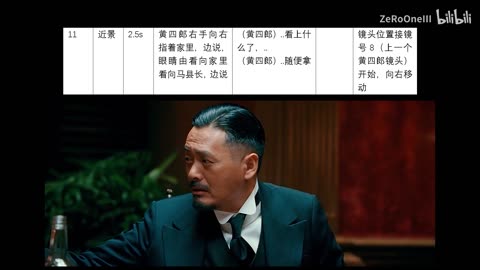 ZeRoOneIII bilibili
11 近景 2.5s 黄四郎右手向右 （黄四郎）..看上什 镜头位置接镜
指着家里，边说， 么了，.. 号 8（上一个
眼睛由看向家里 （黄四郎）..随便拿 黄四郎镜头）
看向马县长，边说 开始，向右移
动